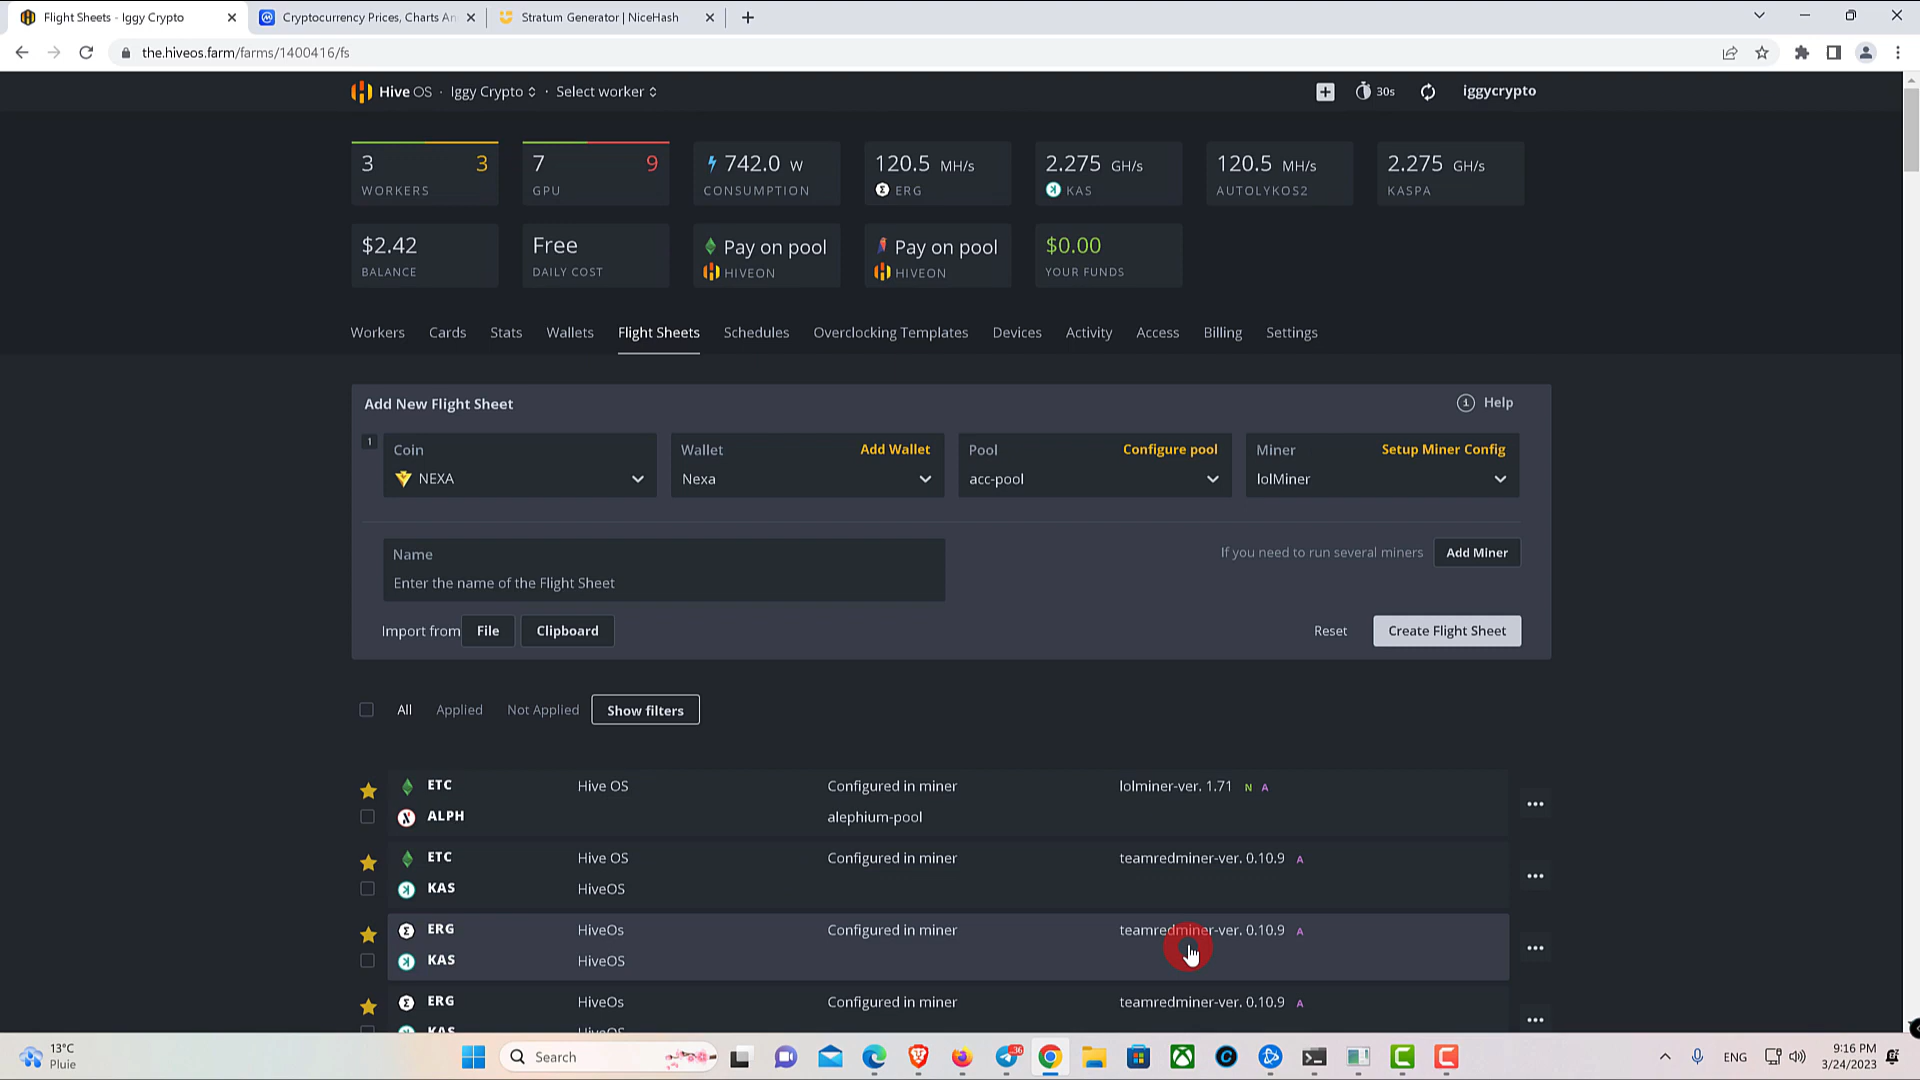 Flight Sheets - Iggy Crypto
Cryptocurrency Prices, Charts An
Stratum Generator | NiceHash
the.hiveos.farm/farms/1400416/fs
Hive OS · Iggy Crypto · Select worker
30s
iggycrypto
3 3
WORKERS
7 9
GPU
742.0 W
CONSUMPTION
120.5 MH/s
ERG
2.275 GH/s
KAS
120.5 MH/s
AUTOLYKOS2
2.275 GH/s
KASPA
$2.42
BALANCE
Free
DAILY COST
Pay on pool
HIVEON
Pay on pool
HIVEON
$0.00
YOUR FUNDS
Workers Cards Stats Wallets Flight Sheets Schedules Overclocking Templates Devices Activity Access Billing Settings
Add New Flight Sheet
Help
1
Coin
NEXA
Wallet Add Wallet
Nexa
Pool Configure pool
acc-pool
Miner Setup Miner Config
lolMiner
Name
Enter the name of the Flight Sheet
If you need to run several miners Add Miner
Import from File Clipboard
Reset Create Flight Sheet
All Applied Not Applied Show filters
ETC Hive OS Configured in miner lolminer-ver. 1.71 N A
ALPH alephium-pool
ETC Hive OS Configured in miner teamredminer-ver. 0.10.9 A
KAS HiveOS
ERG HiveOs Configured in miner teamredminer-ver. 0.10.9 A
KAS HiveOS
ERG HiveOs Configured in miner teamredminer-ver. 0.10.9 A
KAS HiveOS
13°C
Pluie
Search
36
ENG
9:16 PM
3/24/2023